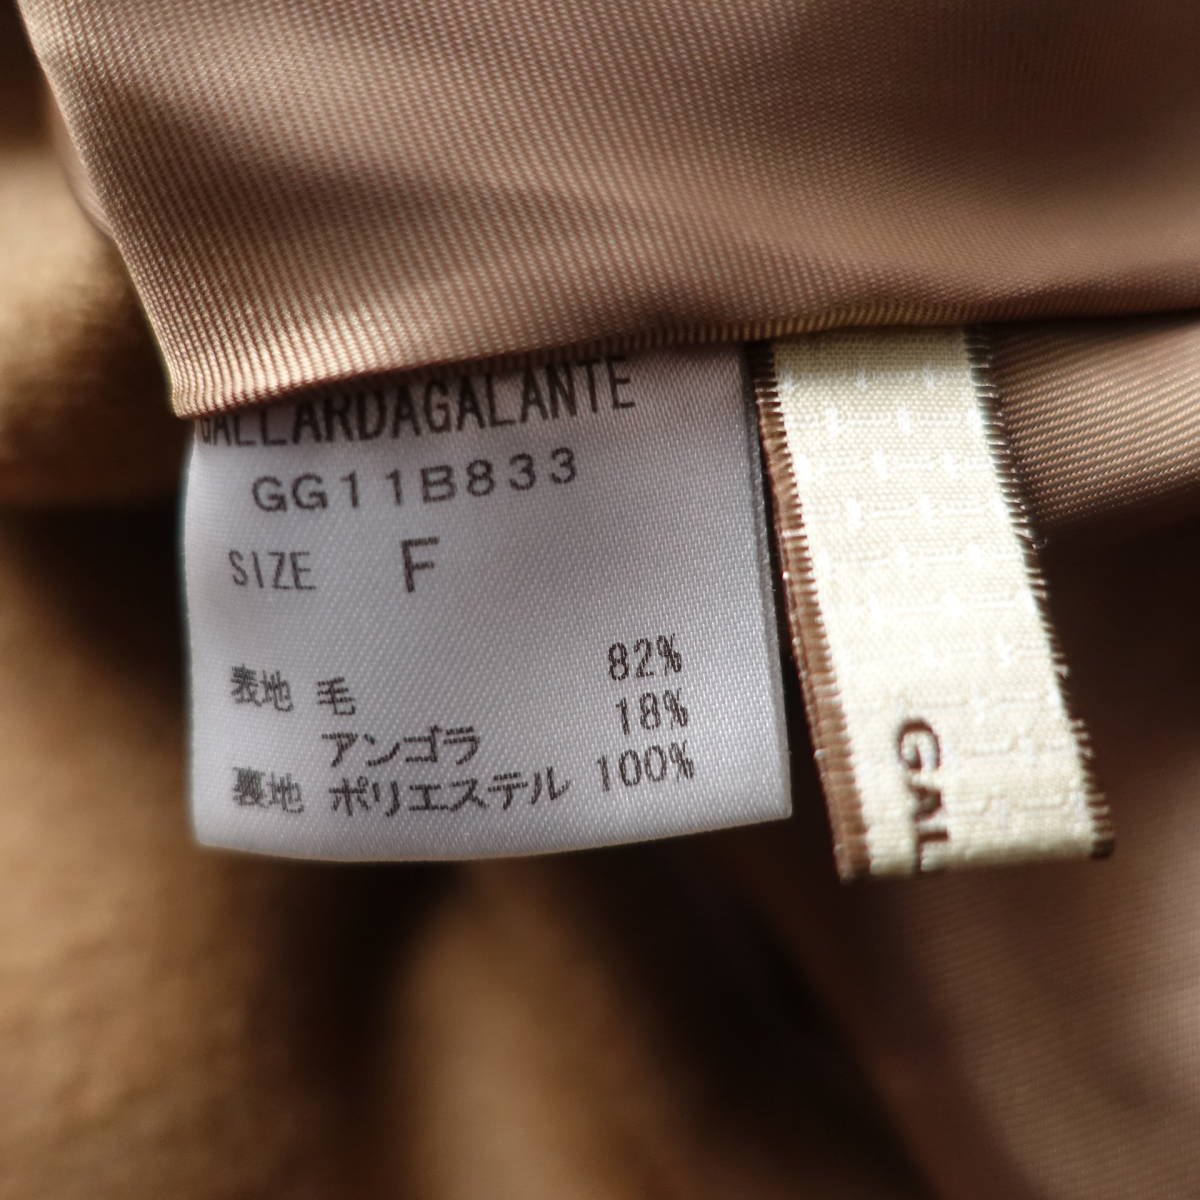 GALLARDAGALANTE
GG11B833
SIZE F
表地 毛 82%
アンゴラ 18%
裏地 ポリエステル 100%
GAL